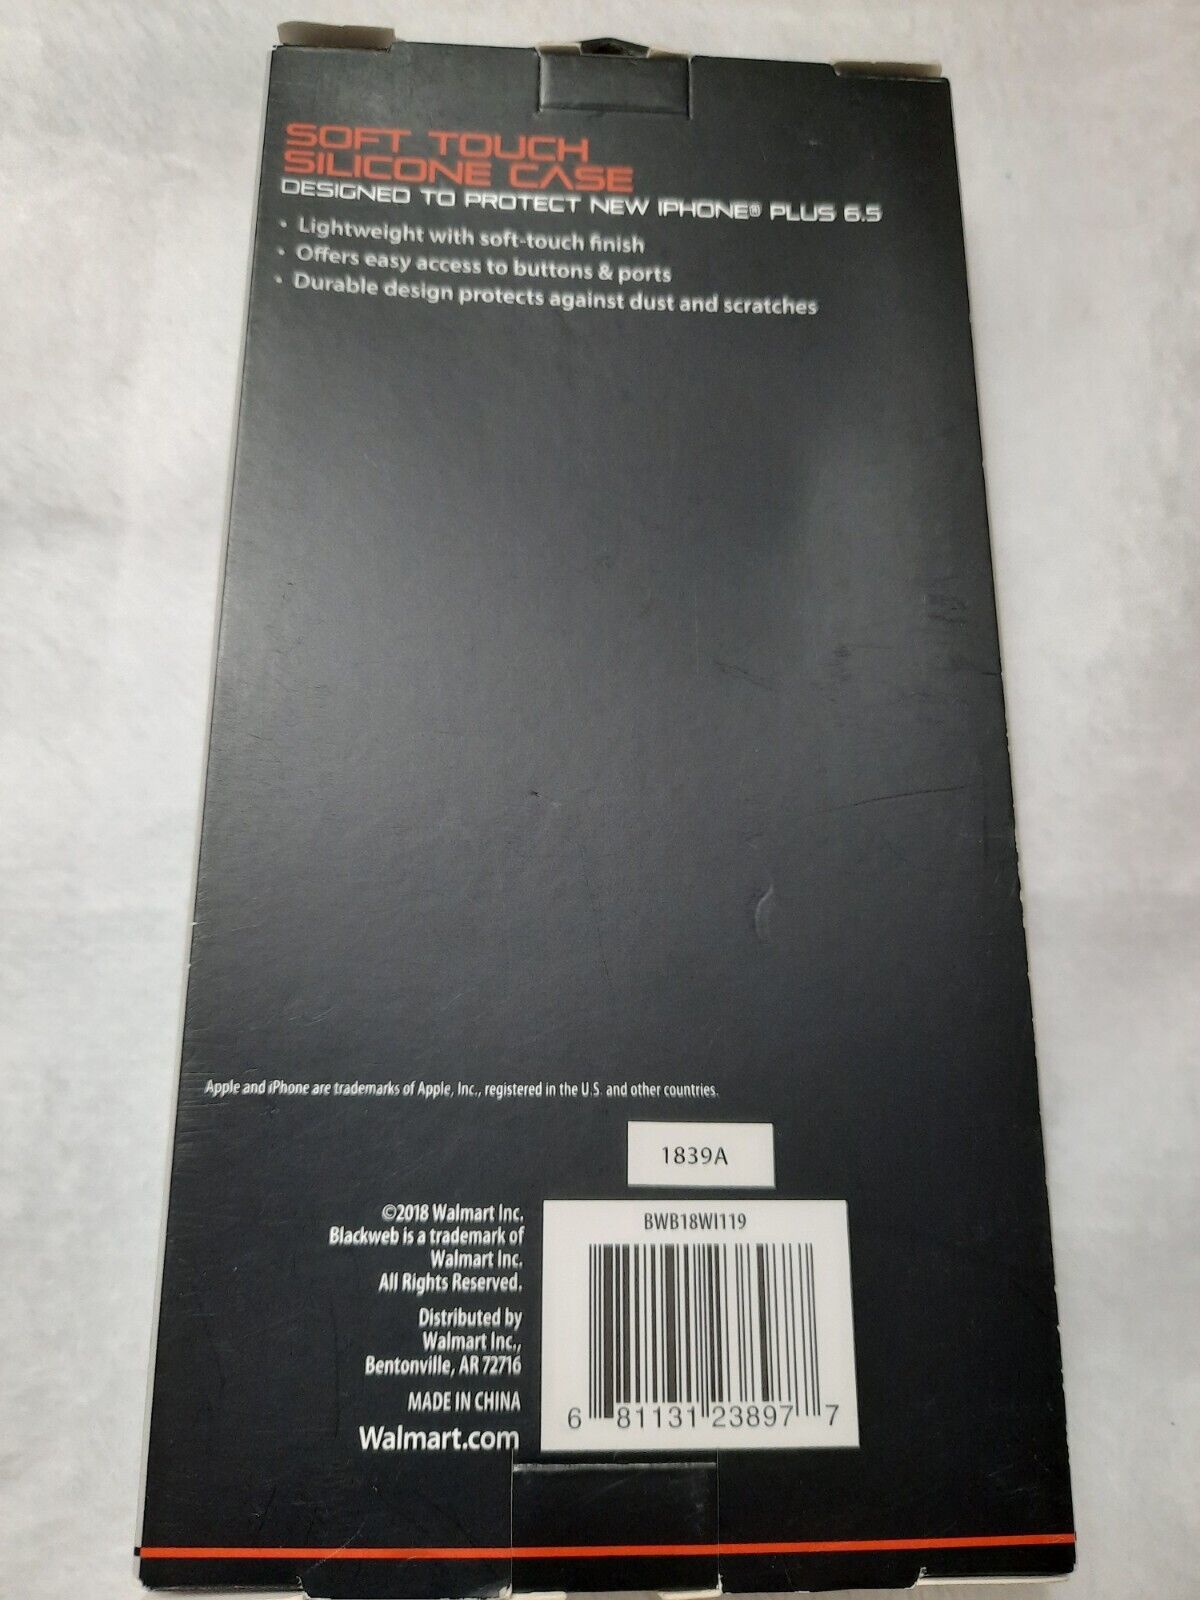 SOFT TOUCH
SILICONE CASE
DESIGNED TO PROTECT NEW IPHONE® PLUS 6.5
• Lightweight with soft-touch finish
• Offers easy access to buttons & ports
• Durable design protects against dust and scratches
Apple and iPhone are trademarks of Apple, Inc., registered in the U.S. and other countries.
1839A
©2018 Walmart Inc.
Blackweb is a trademark of
Walmart Inc.
All Rights Reserved.
Distributed by
Walmart Inc.,
Bentonville, AR 72716
MADE IN CHINA
Walmart.com
BWB18WI119
6 81131 23897 7